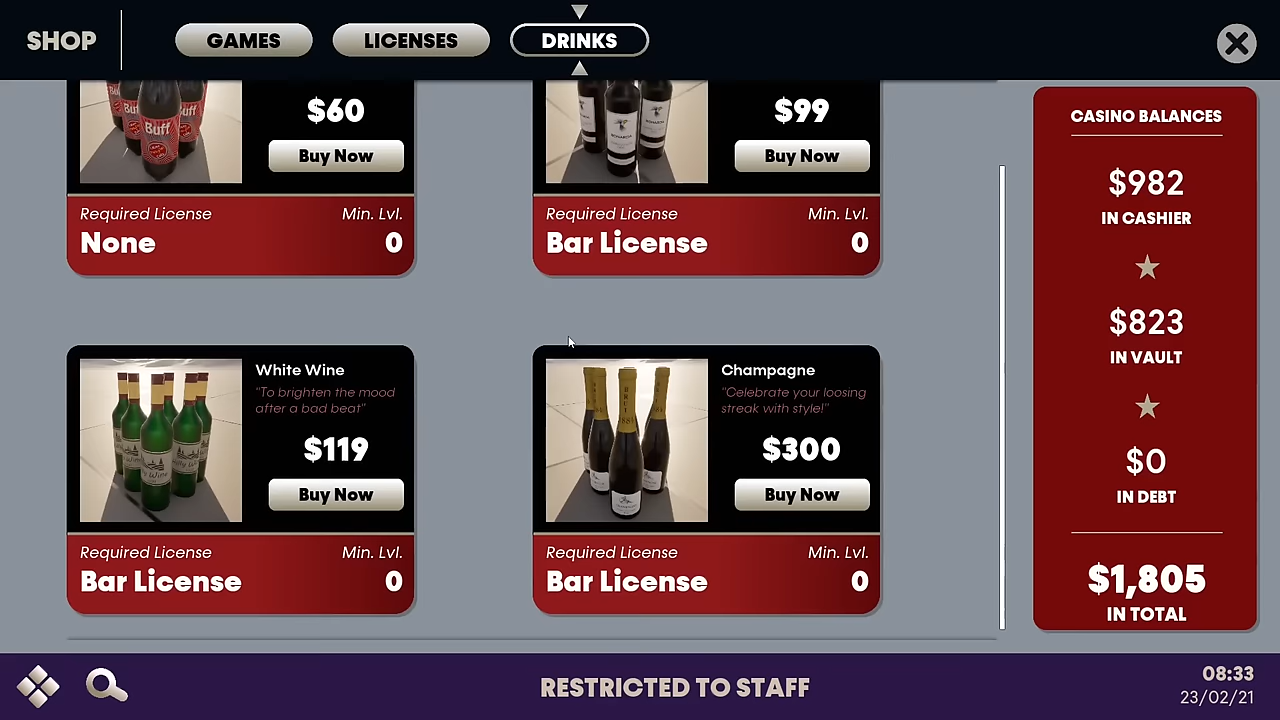 SHOP
GAMES
LICENSES
DRINKS
$60
Buy Now
Required License
Min. Lvl.
None
0
$99
Buy Now
Required License
Min. Lvl.
Bar License
0
White Wine
"To brighten the mood
after a bad beat"
$119
Buy Now
Required License
Min. Lvl.
Bar License
0
Champagne
"Celebrate your loosing
streak with style!"
$300
Buy Now
Required License
Min. Lvl.
Bar License
0
CASINO BALANCES
$982
IN CASHIER
$823
IN VAULT
$0
IN DEBT
$1,805
IN TOTAL
RESTRICTED TO STAFF
08:33
23/02/21
Buff